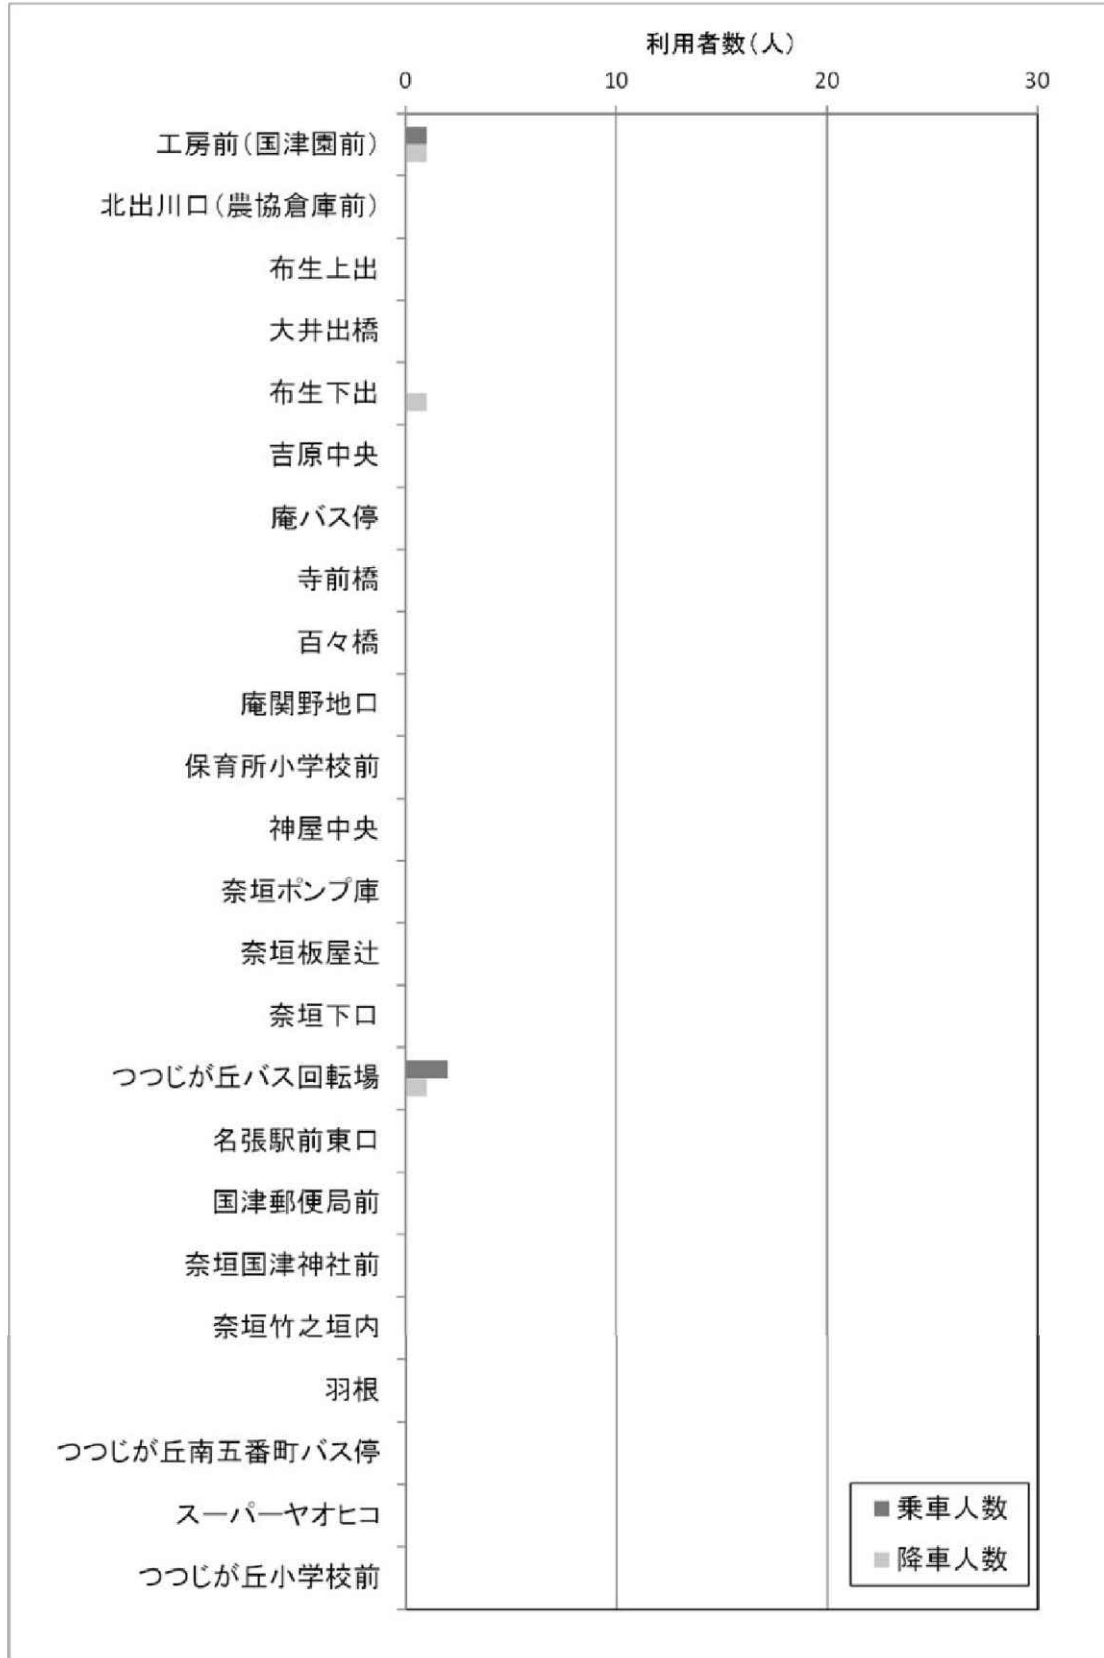 利用者数(人)
0 10 20 30
工房前(国津園前)
北出川口(農協倉庫前)
布生上出
大井出橋
布生下出
吉原中央
庵バス停
寺前橋
百々橋
庵関野地口
保育所小学校前
神屋中央
奈垣ポンプ庫
奈垣板屋辻
奈垣下口
つつじが丘バス回転場
名張駅前東口
国津郵便局前
奈垣国津神社前
奈垣竹之垣内
羽根
つつじが丘南五番町バス停
スーパーヤオヒコ
つつじが丘小学校前
乗車人数
降車人数